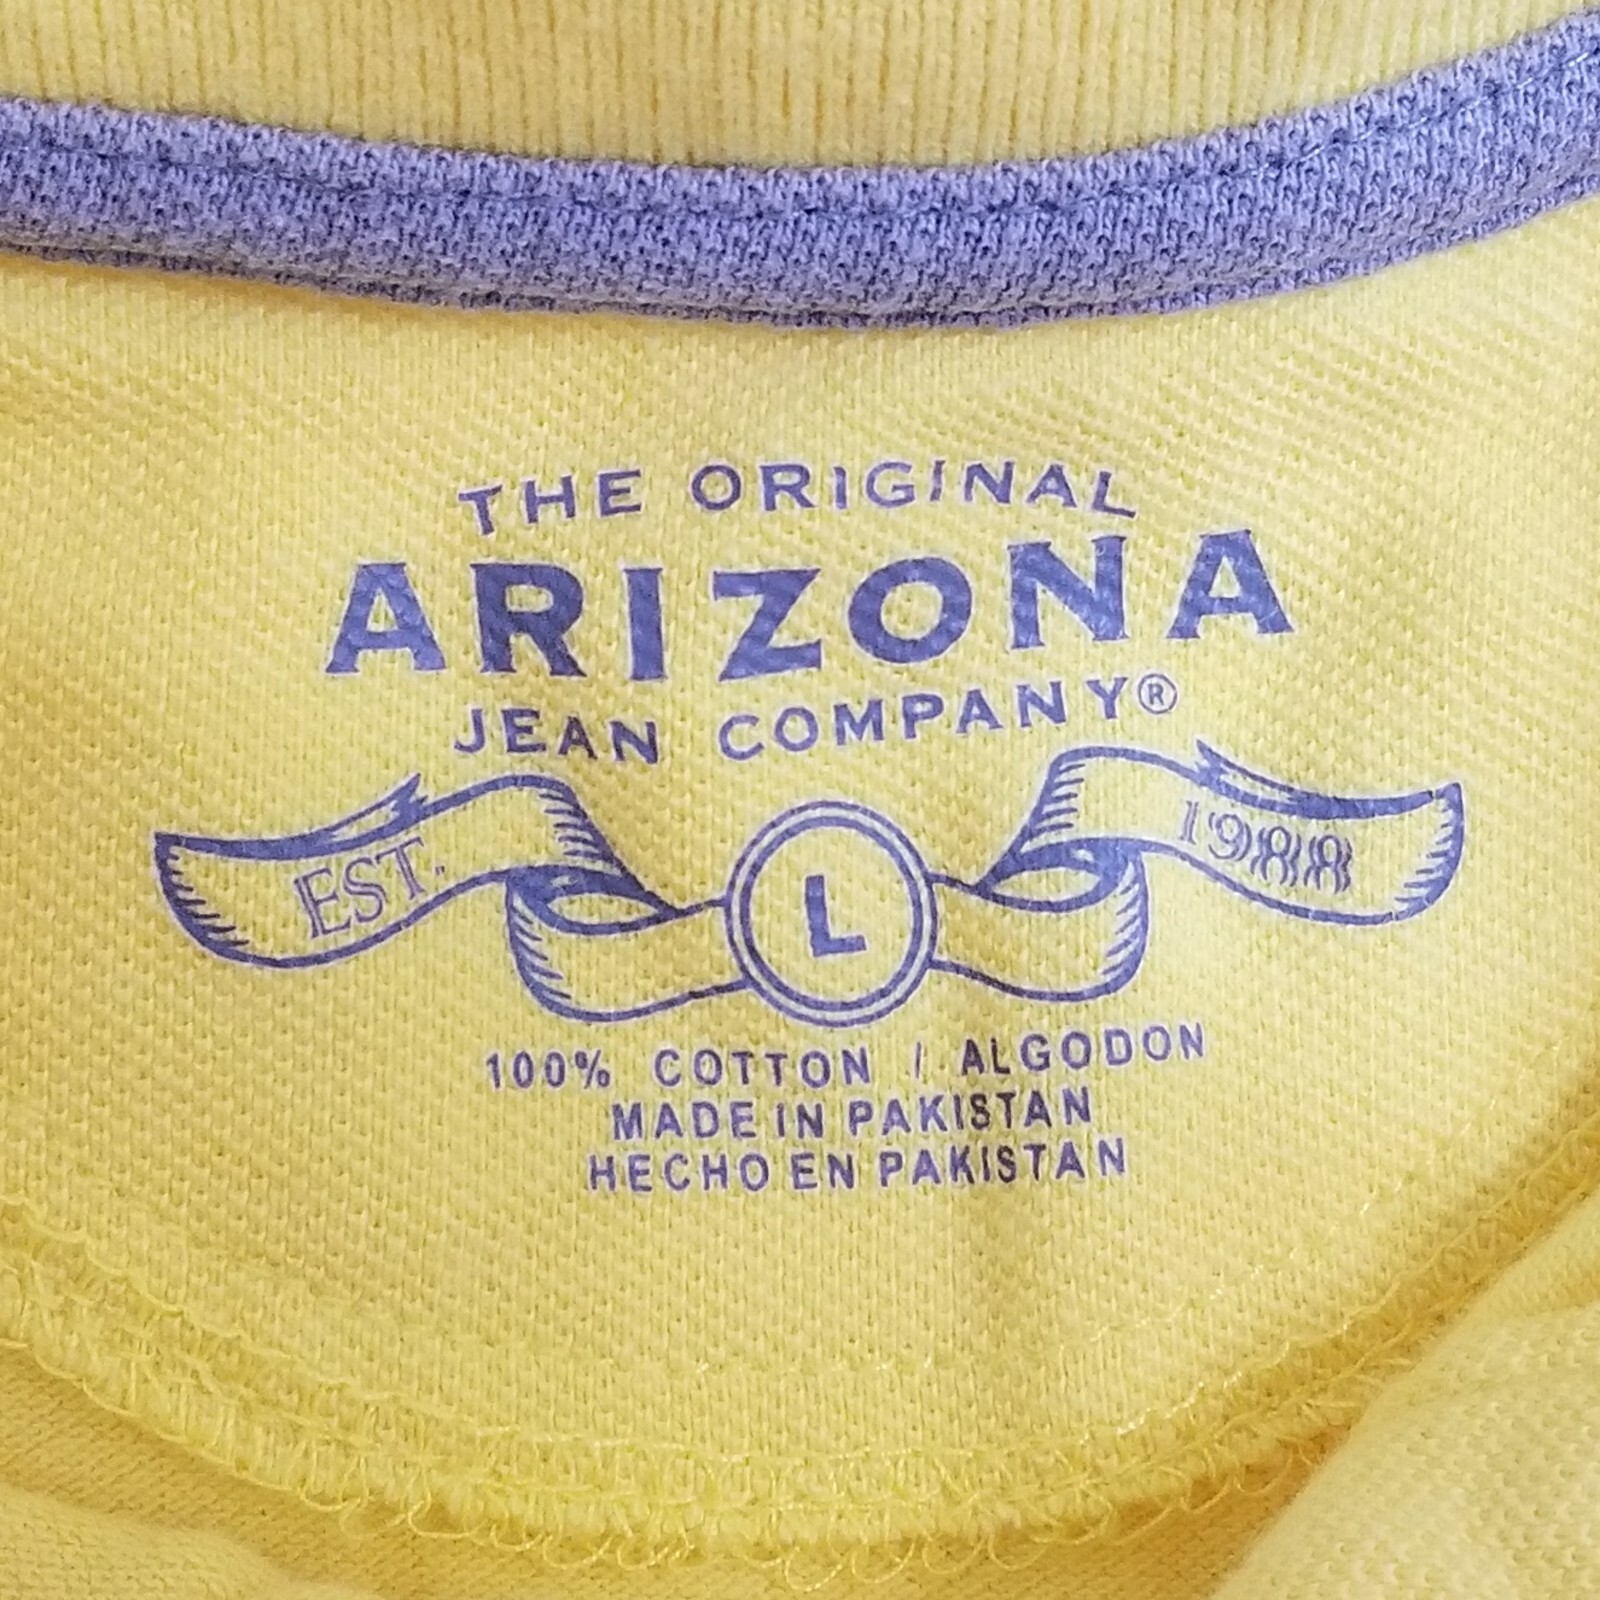 THE ORIGINAL
ARIZONA
JEAN COMPANY®
EST. 1988
L
100% COTTON / ALGODON
MADE IN PAKISTAN
HECHO EN PAKISTAN